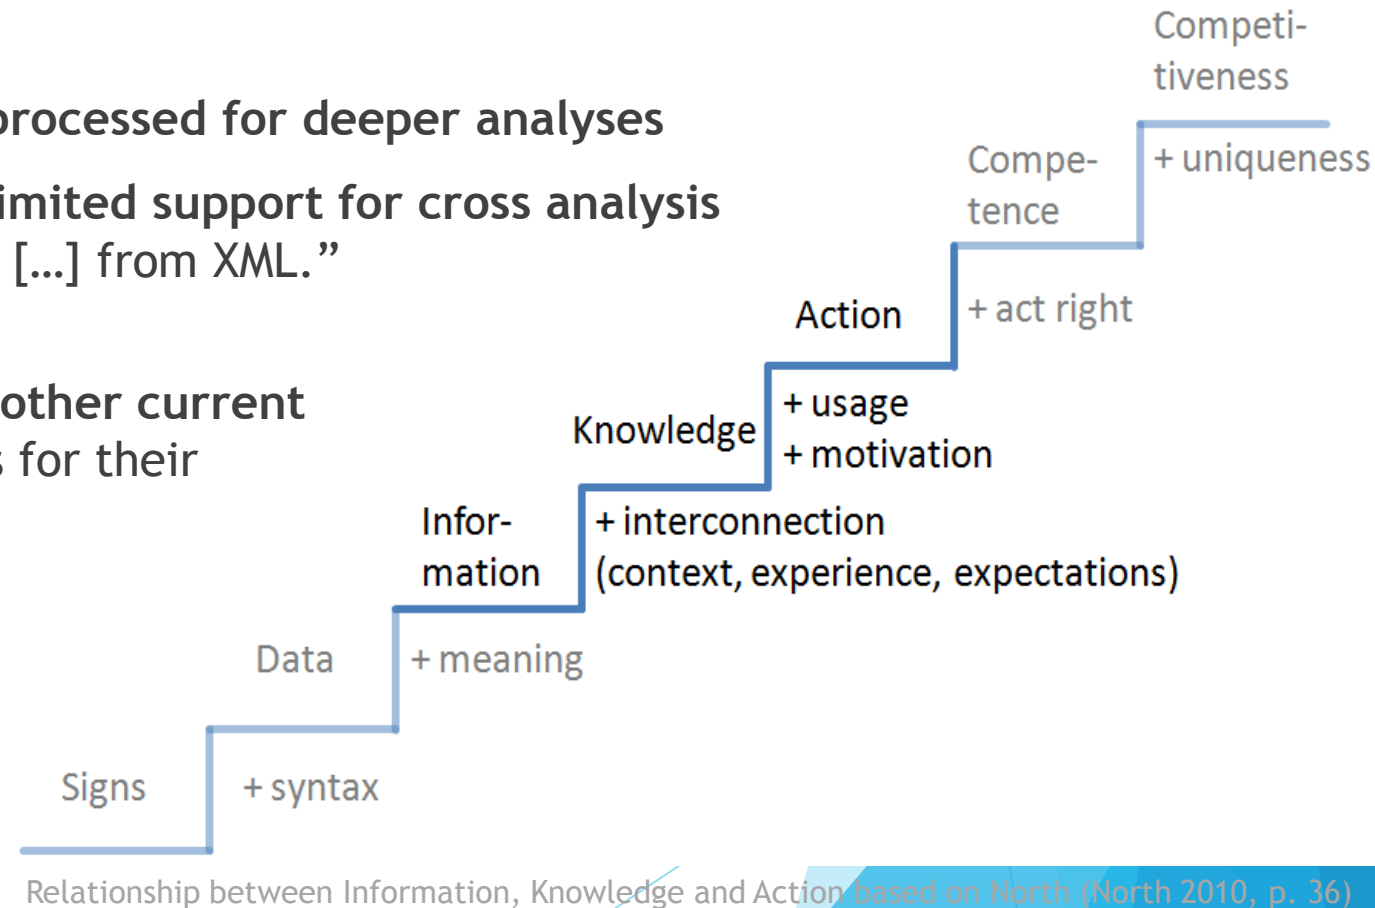 processed for deeper analyses
limited support for cross analysis
[…] from XML.”
other current
s for their
Competi-
tiveness
+ uniqueness
Compe-
tence
+ act right
Action
+ usage
+ motivation
Knowledge
+ interconnection
(context, experience, expectations)
Infor-
mation
+ meaning
Data
+ syntax
Signs
Relationship between Information, Knowledge and Action based on North (North 2010, p. 36)